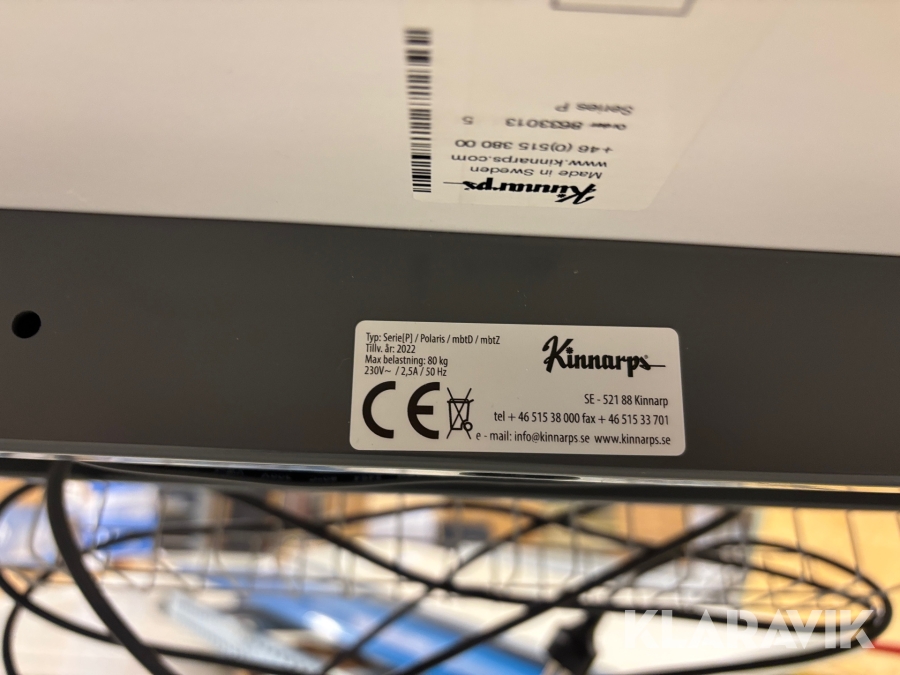 Kinnarps
Made in Sweden
www.kinnarps.com
+46 (0)515 380 00
Order 8633013 5
Series P
Typ: Serie[P] / Polaris / mbtD / mbtZ
Tillv. år: 2022
Max belastning: 80 kg
230V~ / 2,5A / 50 Hz
CE
Kinnarps®
SE - 521 88 Kinnarp
tel + 46 515 38 000 fax + 46 515 33 701
e - mail: info@kinnarps.se www.kinnarps.se
KLARAVIK